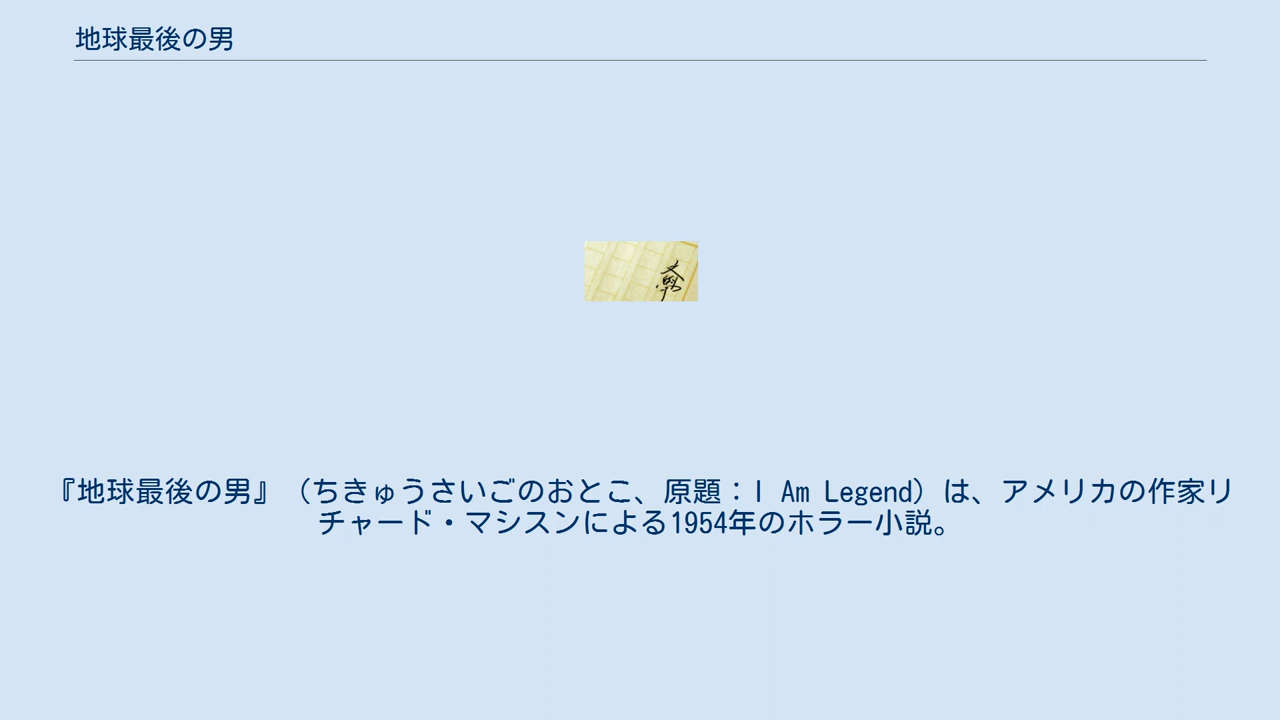 地球最後の男
『地球最後の男』（ちきゅうさいごのおとこ、原題：I Am Legend）は、アメリカの作家リ
チャード・マシスンによる1954年のホラー小説。